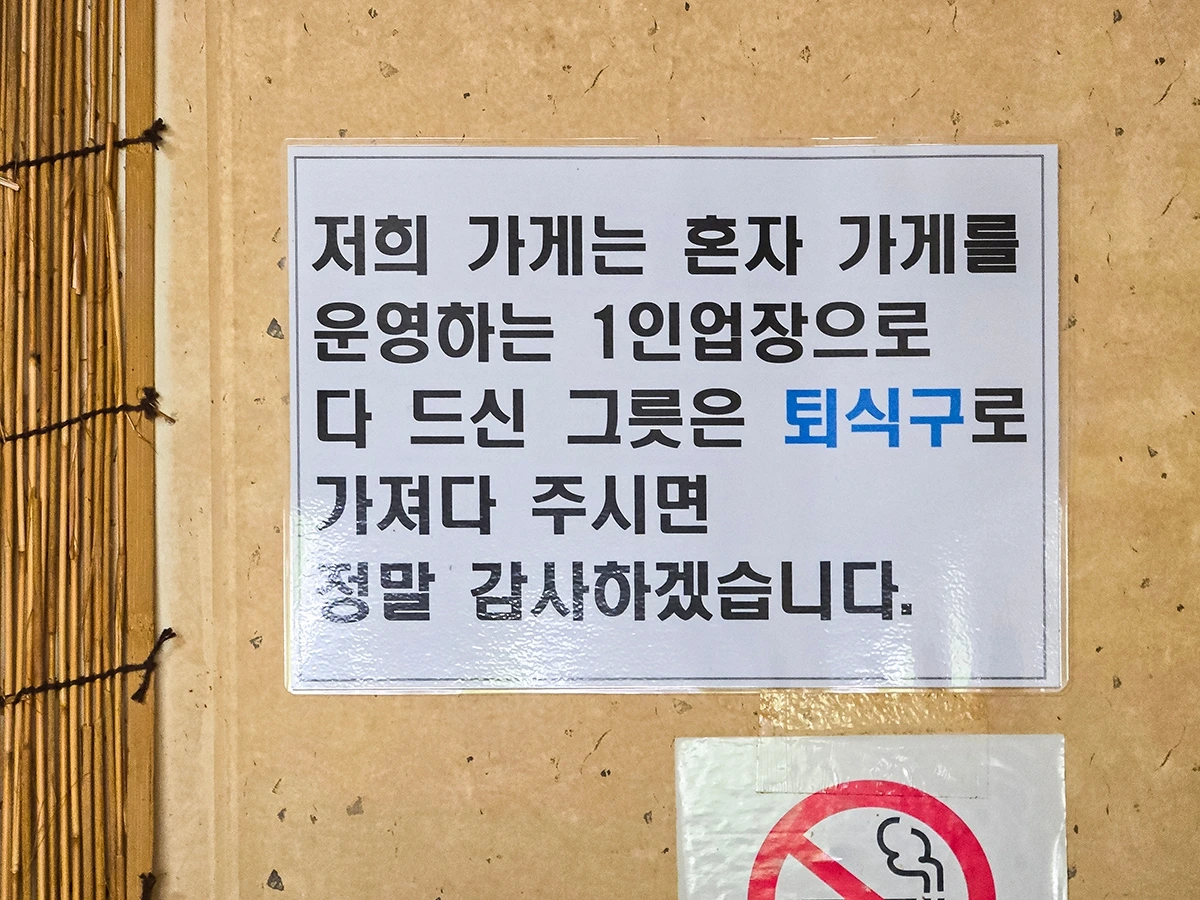 저희 가게는 혼자 가게를
운영하는 1인업장으로
다 드신 그릇은 퇴식구로
가져다 주시면
정말 감사하겠습니다.